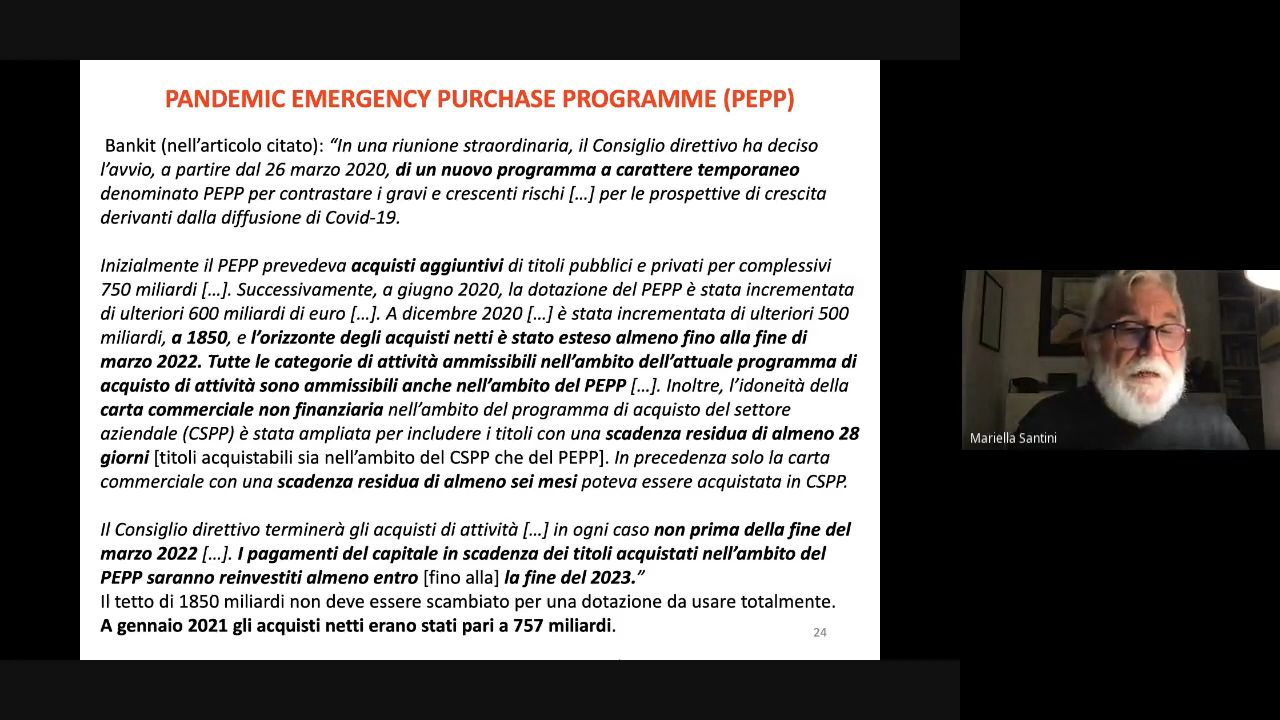 PANDEMIC EMERGENCY PURCHASE PROGRAMME (PEPP)
Bankit (nell’articolo citato): “In una riunione straordinaria, il Consiglio direttivo ha deciso
l’avvio, a partire dal 26 marzo 2020, di un nuovo programma a carattere temporaneo
denominato PEPP per contrastare i gravi e crescenti rischi […] per le prospettive di crescita
derivanti dalla diffusione di Covid-19.
Inizialmente il PEPP prevedeva acquisti aggiuntivi di titoli pubblici e privati per complessivi
750 miliardi […]. Successivamente, a giugno 2020, la dotazione del PEPP è stata incrementata
di ulteriori 600 miliardi di euro […]. A dicembre 2020 […] è stata incrementata di ulteriori 500
miliardi, a 1850, e l’orizzonte degli acquisti netti è stato esteso almeno fino alla fine di
marzo 2022. Tutte le categorie di attività ammissibili nell’ambito dell’attuale programma di
acquisto di attività sono ammissibili anche nell’ambito del PEPP […]. Inoltre, l’idoneità della
carta commerciale non finanziaria nell’ambito del programma di acquisto del settore
aziendale (CSPP) è stata ampliata per includere i titoli con una scadenza residua di almeno 28
giorni [titoli acquistabili sia nell’ambito del CSPP che del PEPP]. In precedenza solo la carta
commerciale con una scadenza residua di almeno sei mesi poteva essere acquistata in CSPP.
Il Consiglio direttivo terminerà gli acquisti di attività […] in ogni caso non prima della fine del
marzo 2022 […]. I pagamenti del capitale in scadenza dei titoli acquistati nell’ambito del
PEPP saranno reinvestiti almeno entro [fino alla] la fine del 2023.”
Il tetto di 1850 miliardi non deve essere scambiato per una dotazione da usare totalmente.
A gennaio 2021 gli acquisti netti erano stati pari a 757 miliardi.
24
Mariella Santini